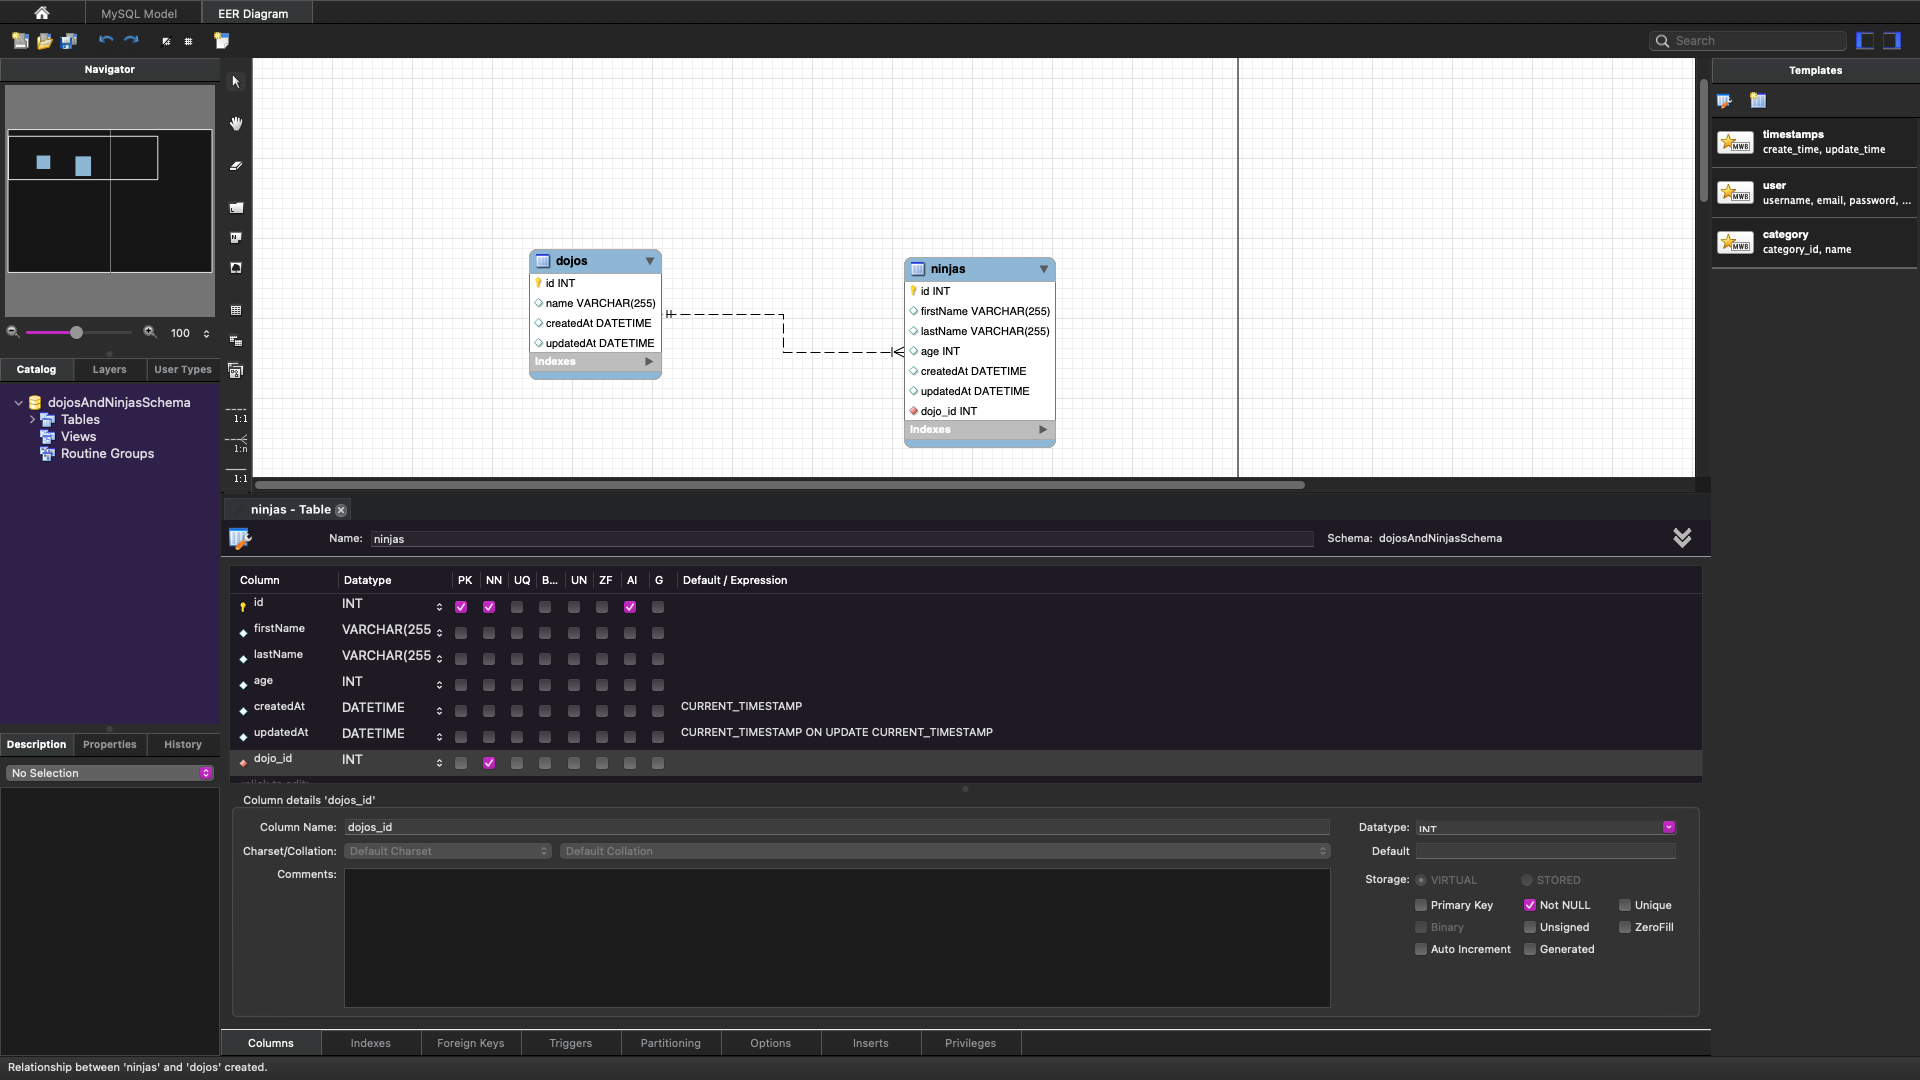 MySQL Model
EER Diagram
Search
Navigator
100
Catalog
Layers
User Types
dojosAndNinjasSchema
Tables
Views
Routine Groups
Description
Properties
History
No Selection
1:1
1:n
1:1
dojos
id INT
name VARCHAR(255)
createdAt DATETIME
updatedAt DATETIME
Indexes
ninjas
id INT
firstName VARCHAR(255)
lastName VARCHAR(255)
age INT
createdAt DATETIME
updatedAt DATETIME
dojo_id INT
Indexes
Templates
timestamps
create_time, update_time
user
username, email, password, ...
category
category_id, name
MWB
MWB
MWB
ninjas - Table
Name: ninjas
Schema: dojosAndNinjasSchema
Column Datatype PK NN UQ B... UN ZF AI G Default / Expression
id INT
firstName VARCHAR(255
lastName VARCHAR(255
age INT
createdAt DATETIME CURRENT_TIMESTAMP
updatedAt DATETIME CURRENT_TIMESTAMP ON UPDATE CURRENT_TIMESTAMP
dojo_id INT
Column details 'dojos_id'
Column Name: dojos_id
Charset/Collation: Default Charset Default Collation
Comments:
Datatype: INT
Default
Storage: VIRTUAL STORED
Primary Key Not NULL Unique
Binary Unsigned ZeroFill
Auto Increment Generated
Columns Indexes Foreign Keys Triggers Partitioning Options Inserts Privileges
Relationship between 'ninjas' and 'dojos' created.